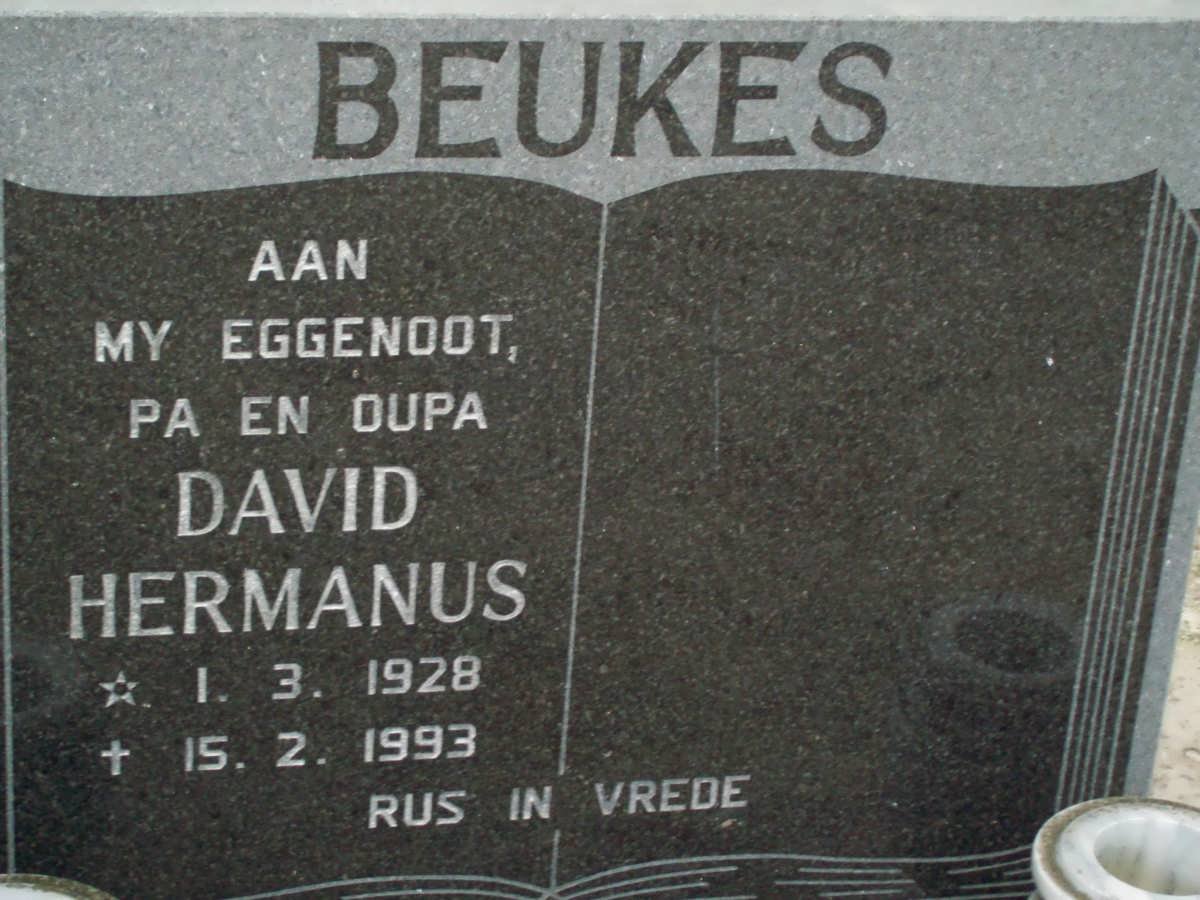 BEUKES
AAN
MY EGGENOOT,
PA EN OUPA
DAVID
HERMANUS
☆ 1. 3. 1928
✝ 15. 2. 1993
RUS IN VREDE